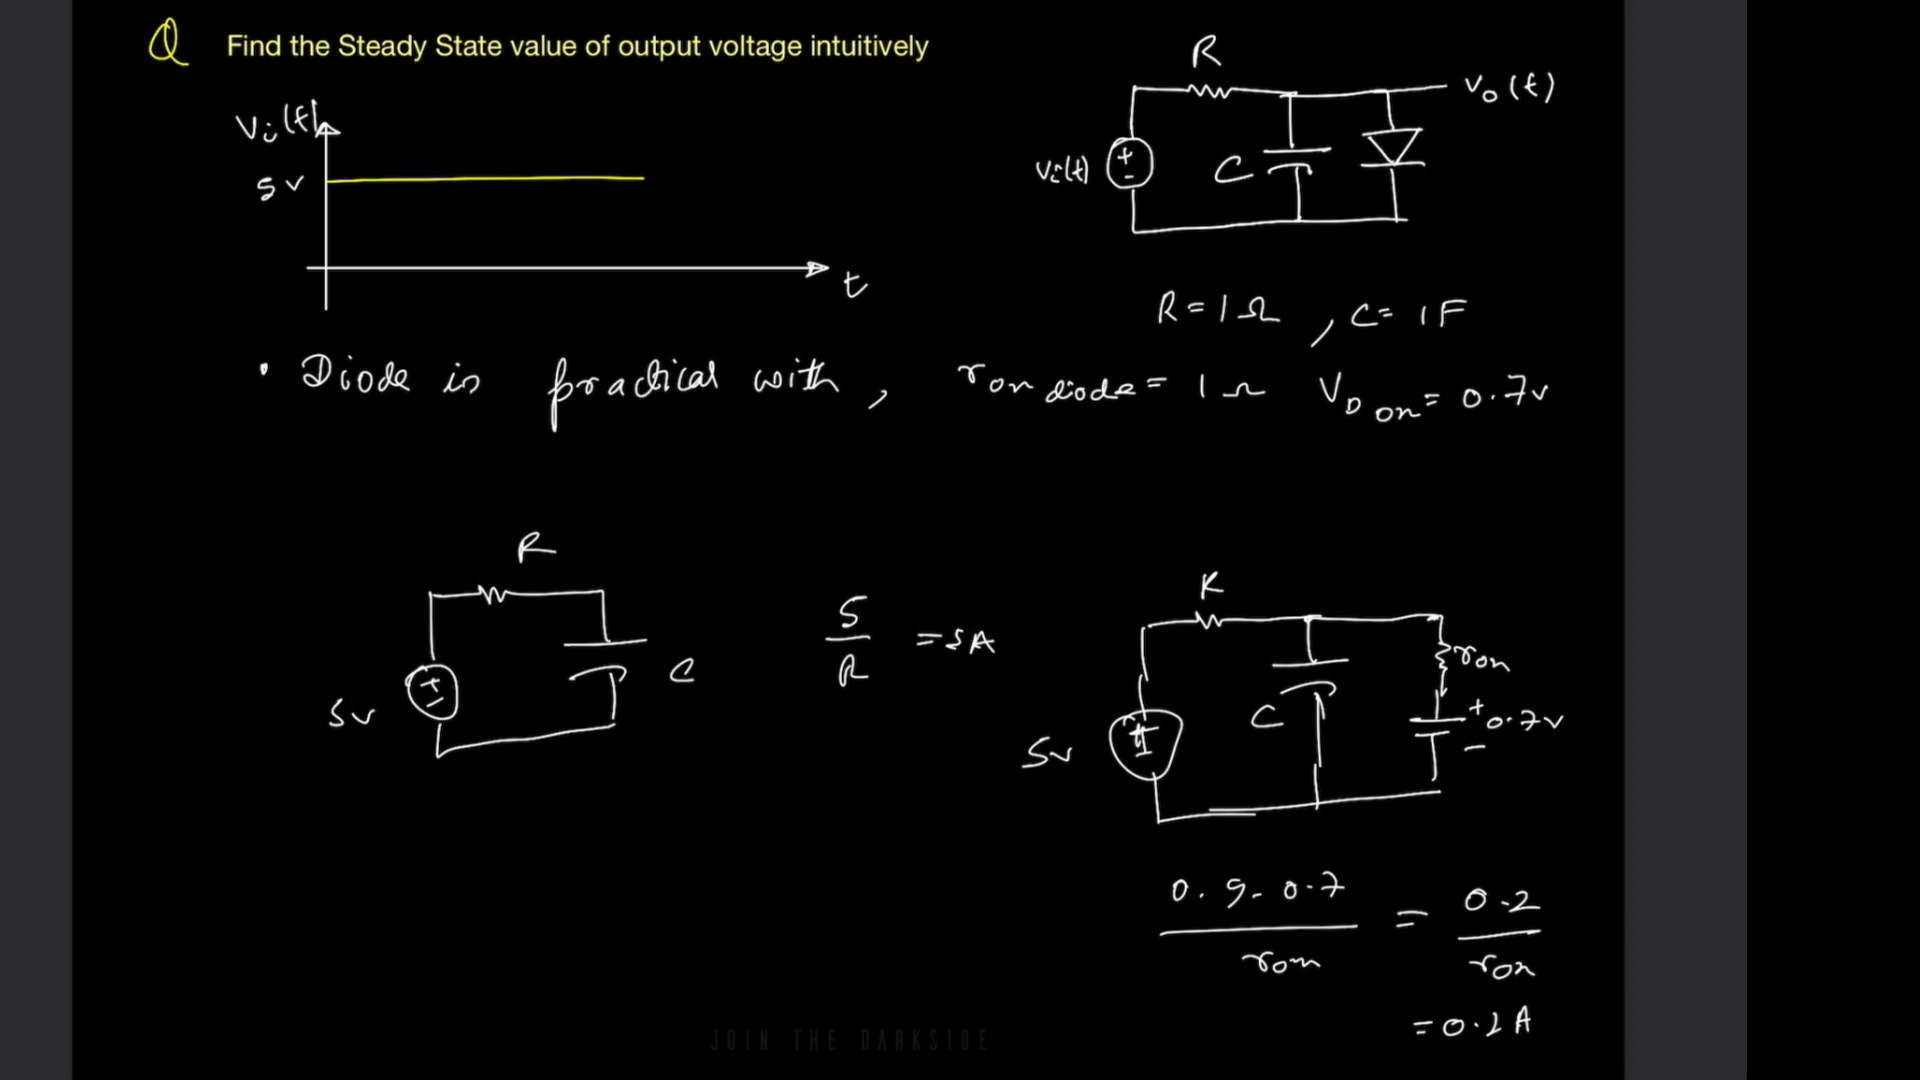 Q Find the Steady State value of output voltage intuitively
R
Vi(t)
5v
t
Vo(t)
Vi(t)
C
R = 1Ω , C = 1F
• Diode is practical with , ron diode = 1Ω VD on = 0.7v
R
5v
C
5/R = 5A
R
5v
C
ron
+ 0.7v -
0.9 - 0.7 / ron = 0.2 / ron
= 0.2A
JOIN THE DARKSIDE